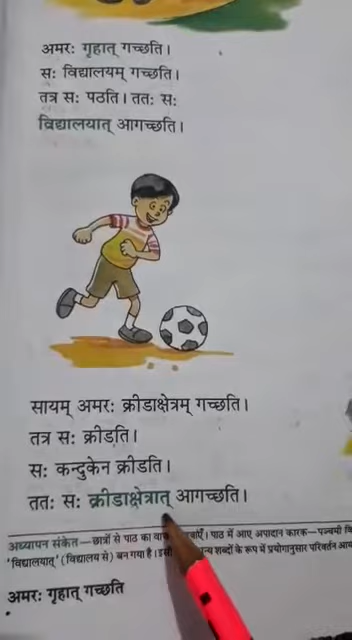 अमरः गृहात् गच्छति।
सः विद्यालयम् गच्छति।
तत्र सः पठति। ततः सः
विद्यालयात् आगच्छति।
सायम् अमरः क्रीडाक्षेत्रम् गच्छति।
तत्र सः क्रीडति।
सः कन्दुकेन क्रीडति।
ततः सः क्रीडाक्षेत्रात् आगच्छति।
अध्यापन संकेत—छात्रों से पाठ का पाठ में आए अपादान कारक—पञ्चमी
'विद्यालयात्' (विद्यालय से) बन गया है। शब्दों के रूप में प्रयोगानुसार परिवर्तन
अमरः गृहात् गच्छति